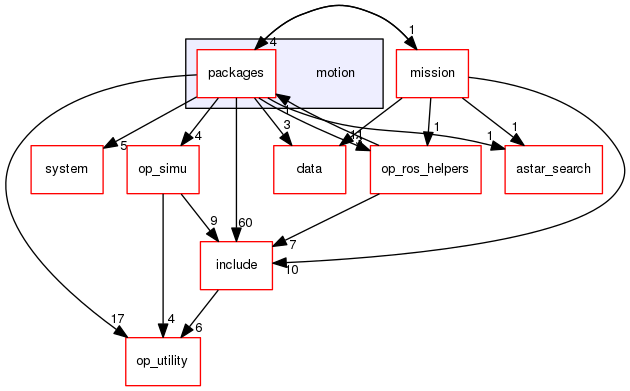 1
4
packages
motion
mission
1
3
11
1
1
1
5
4
system
op_simu
data
op_ros_helpers
astar_search
9
60
7
10
include
17
4
6
op_utility